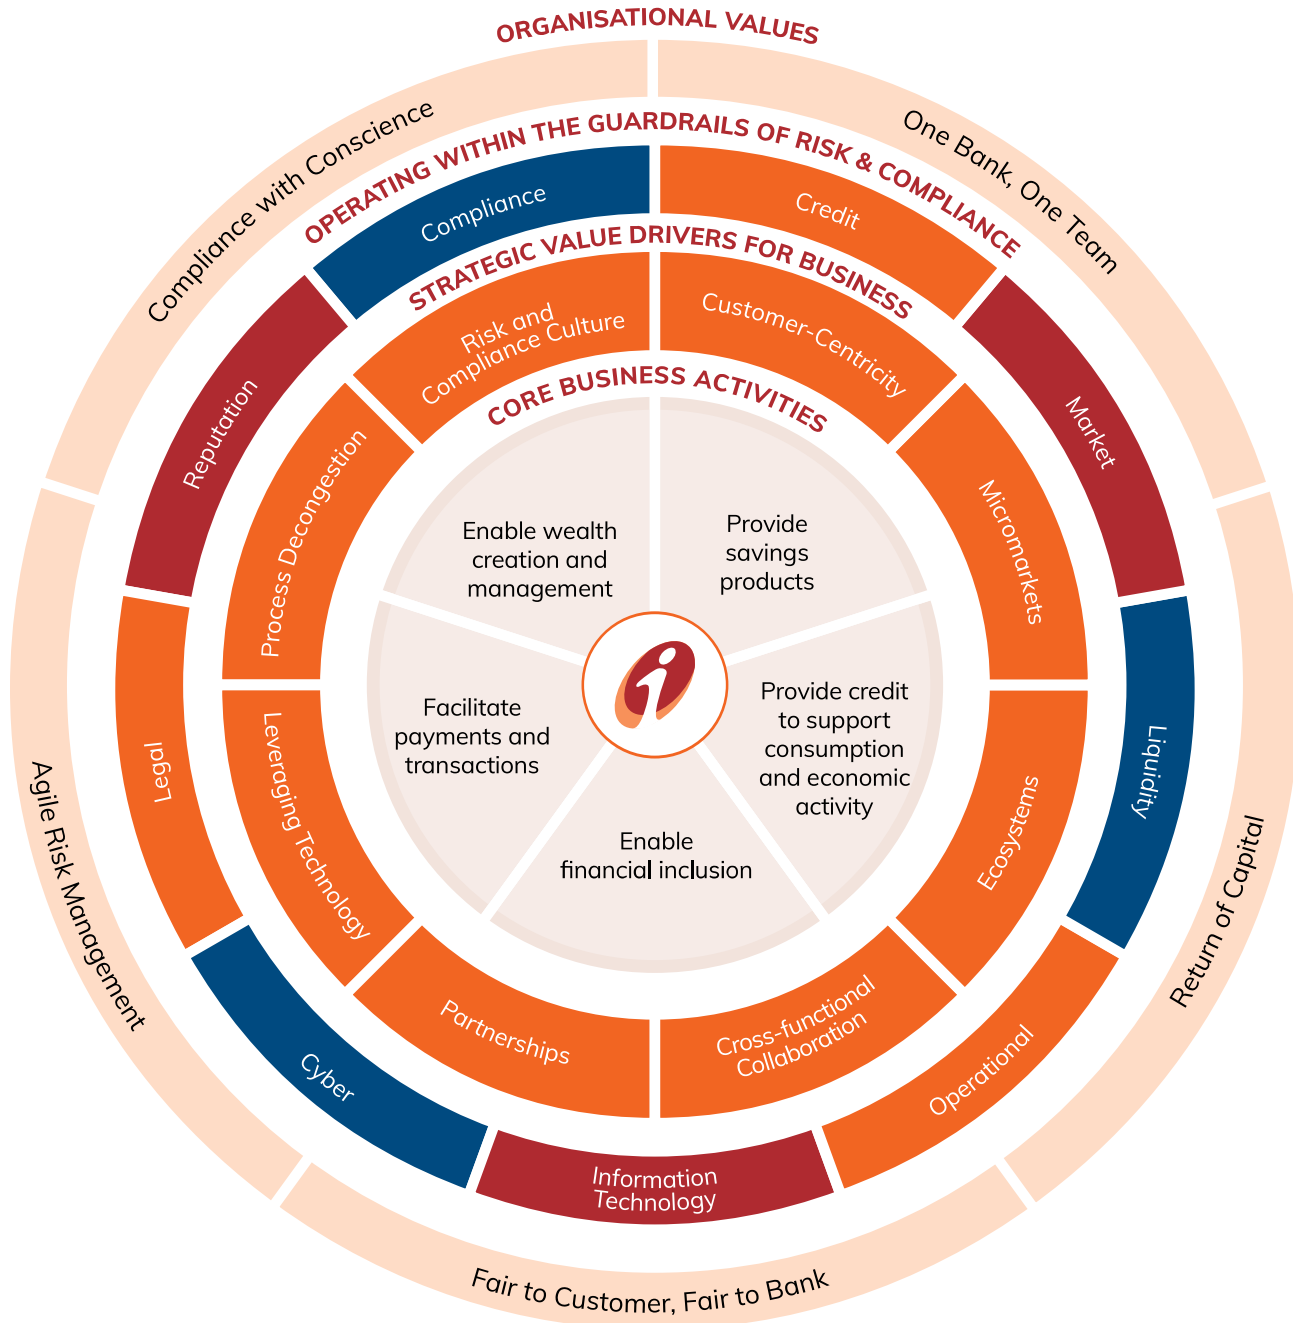 ORGANISATIONAL VALUES
One Bank, One Team
Return of Capital
Fair to Customer, Fair to Bank
Agile Risk Management
Compliance with Conscience
OPERATING WITHIN THE GUARDRAILS OF RISK & COMPLIANCE
Credit
Market
Liquidity
Operational
Information
Technology
Cyber
Legal
Reputation
Compliance
STRATEGIC VALUE DRIVERS FOR BUSINESS
Customer-Centricity
Micromarkets
Ecosystems
Cross-functional
Collaboration
Partnerships
Leveraging Technology
Process Decongestion
Risk and
Compliance Culture
CORE BUSINESS ACTIVITIES
Provide
savings
products
Provide credit
to support
consumption
and economic
activity
Enable
financial inclusion
Facilitate
payments and
transactions
Enable wealth
creation and
management